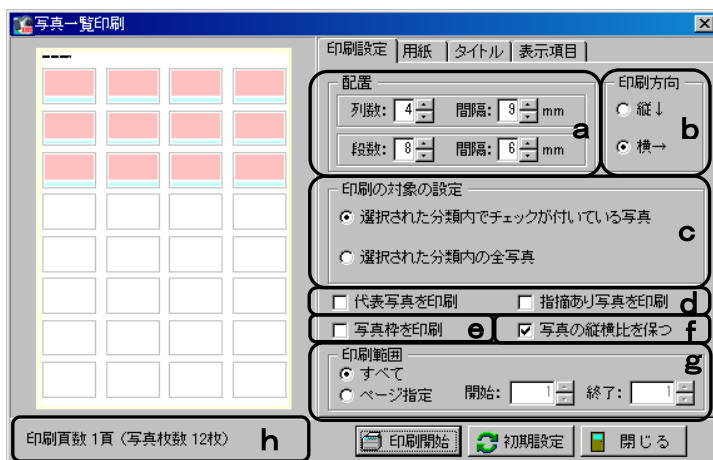 写真一覧印刷
印刷設定 用紙 タイトル 表示項目
配置
列数: 4 間隔: 9 mm
段数: 8 間隔: 6 mm
a
印刷方向
縦↓
横→
b
印刷の対象の設定
選択された分類内でチェックが付いている写真
選択された分類内の全写真
c
代表写真を印刷 指摘あり写真を印刷 d
写真枠を印刷 e 写真の縦横比を保つ f
印刷範囲 g
すべて
ページ指定 開始: 1 終了: 1
印刷頁数 1頁 (写真枚数 12枚) h
印刷開始 初期設定 閉じる